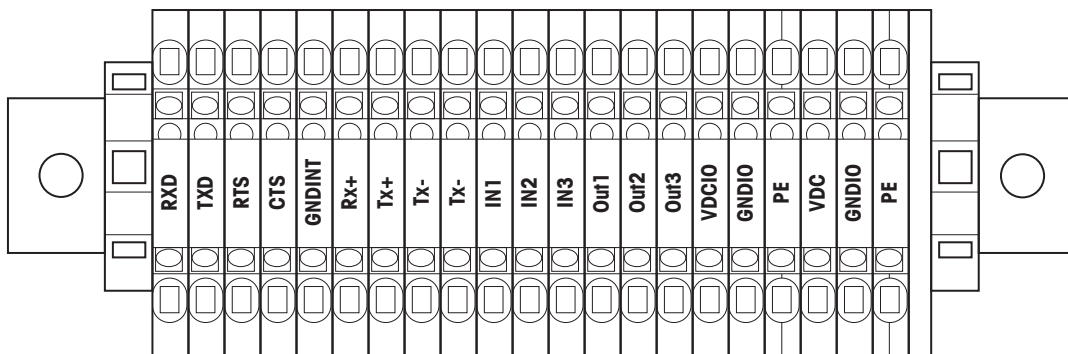 RXD
TXD
RTS
CTS
GNDINT
Rx+
Tx+
Tx-
Tx-
IN1
IN2
IN3
Out1
Out2
Out3
VDCIO
GNDIO
PE
VDC
GNDIO
PE